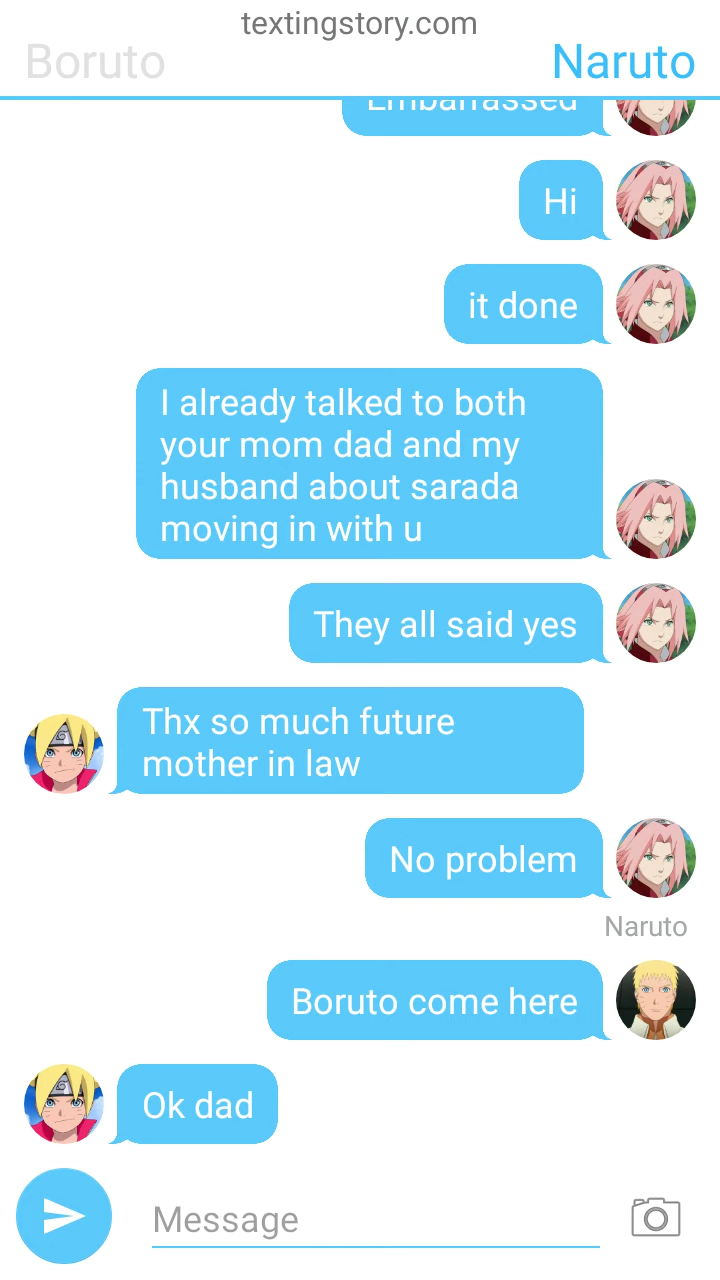 textingstory.com
Boruto
Naruto
Embarrassed
Hi
it done
I already talked to both
your mom dad and my
husband about sarada
moving in with u
They all said yes
Thx so much future
mother in law
No problem
Naruto
Boruto come here
Ok dad
Message